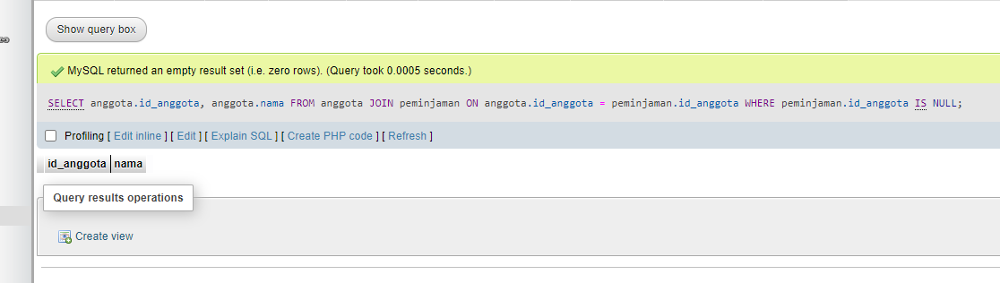 Show query box
MySQL returned an empty result set (i.e. zero rows). (Query took 0.0005 seconds.)
SELECT anggota.id_anggota, anggota.nama FROM anggota JOIN peminjaman ON anggota.id_anggota = peminjaman.id_anggota WHERE peminjaman.id_anggota IS NULL;
Profiling [ Edit inline ] [ Edit ] [ Explain SQL ] [ Create PHP code ] [ Refresh ]
id_anggota nama
Query results operations
Create view